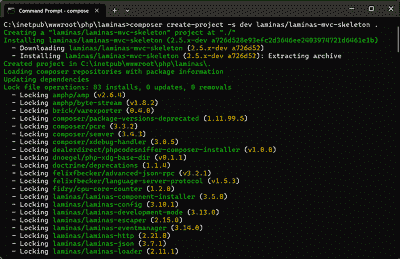 Command Prompt - compose
C:\inetpub\wwwroot\php\laminas>composer create-project -s dev laminas/laminas-mvc-skeleton .
Creating a "laminas/laminas-mvc-skeleton" project at "./"
Installing laminas/laminas-mvc-skeleton (2.5.x-dev a726d528e93efc2d3646ee2403974721d6461e3b)
- Downloading laminas/laminas-mvc-skeleton (2.5.x-dev a726d52)
- Installing laminas/laminas-mvc-skeleton (2.5.x-dev a726d52): Extracting archive
Created project in C:\inetpub\wwwroot\php\laminas\.
Loading composer repositories with package information
Updating dependencies
Lock file operations: 83 installs, 0 updates, 0 removals
- Locking amphp/amp (v2.6.4)
- Locking amphp/byte-stream (v1.8.2)
- Locking brick/varexporter (0.4.0)
- Locking composer/package-versions-deprecated (1.11.99.5)
- Locking composer/pcre (3.3.2)
- Locking composer/semver (3.4.3)
- Locking composer/xdebug-handler (3.0.5)
- Locking dealerdirect/phpcodesniffer-composer-installer (v1.0.0)
- Locking dnoegel/php-xdg-base-dir (v0.1.1)
- Locking doctrine/deprecations (1.1.4)
- Locking felixfbecker/advanced-json-rpc (v3.2.1)
- Locking felixfbecker/language-server-protocol (v1.5.3)
- Locking fidry/cpu-core-counter (1.2.0)
- Locking laminas/laminas-component-installer (3.5.0)
- Locking laminas/laminas-config (3.10.1)
- Locking laminas/laminas-development-mode (3.13.0)
- Locking laminas/laminas-escaper (2.15.0)
- Locking laminas/laminas-eventmanager (3.14.0)
- Locking laminas/laminas-http (2.21.0)
- Locking laminas/laminas-json (3.7.1)
- Locking laminas/laminas-loader (2.11.1)